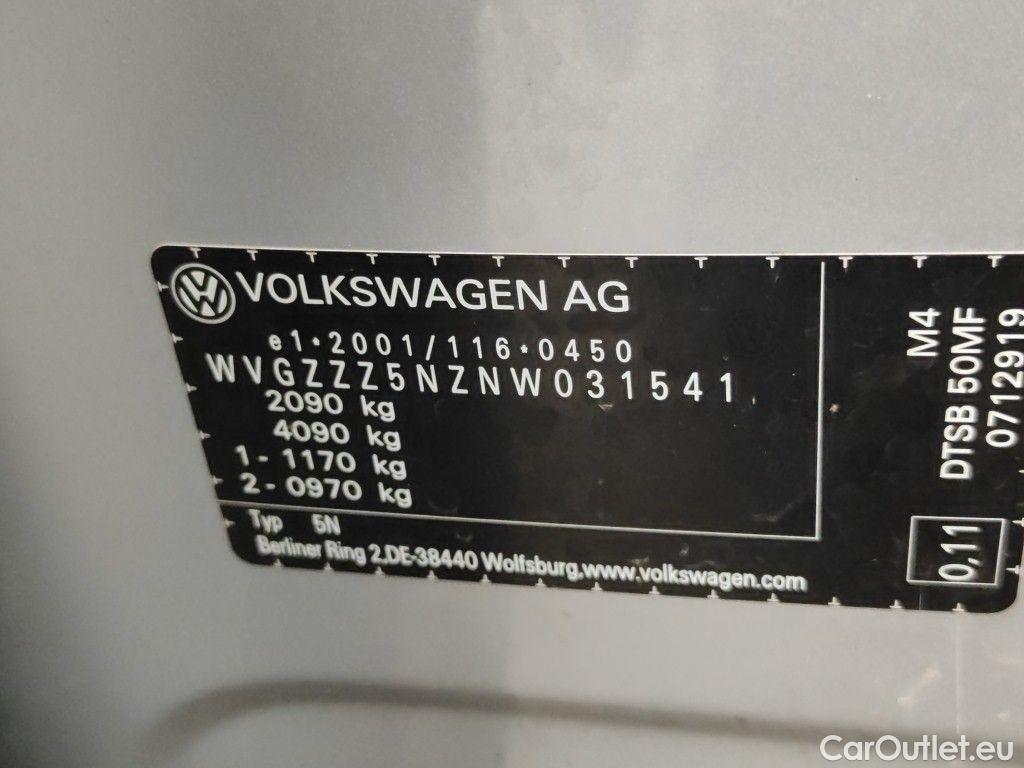 VOLKSWAGEN AG
e1*2001/116*0450
WVGZZZ5NZNW031541
2090 kg
4090 kg
1- 1170 kg
2- 0970 kg
Typ 5N
Berliner Ring 2.DE-38440 Wolfsburg.www.volkswagen.com
M4
DTSB 50MF
0712919
0,11
CarOutlet.eu